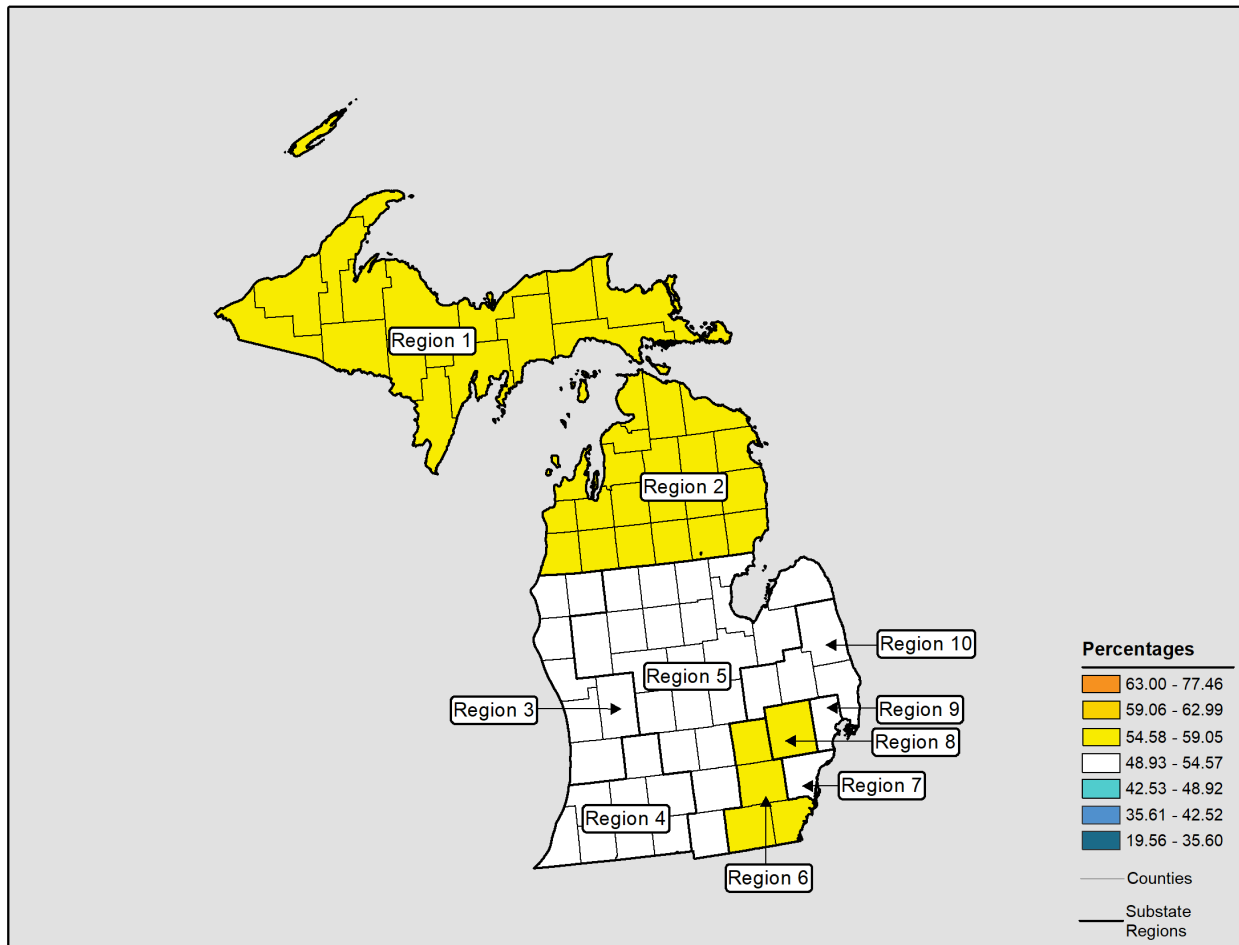 Region 1
Region 2
Region 10
Region 5
Region 3
Region 9
Region 8
Region 7
Region 4
Region 6
Percentages
63.00 - 77.46
59.06 - 62.99
54.58 - 59.05
48.93 - 54.57
42.53 - 48.92
35.61 - 42.52
19.56 - 35.60
Counties
Substate
Regions